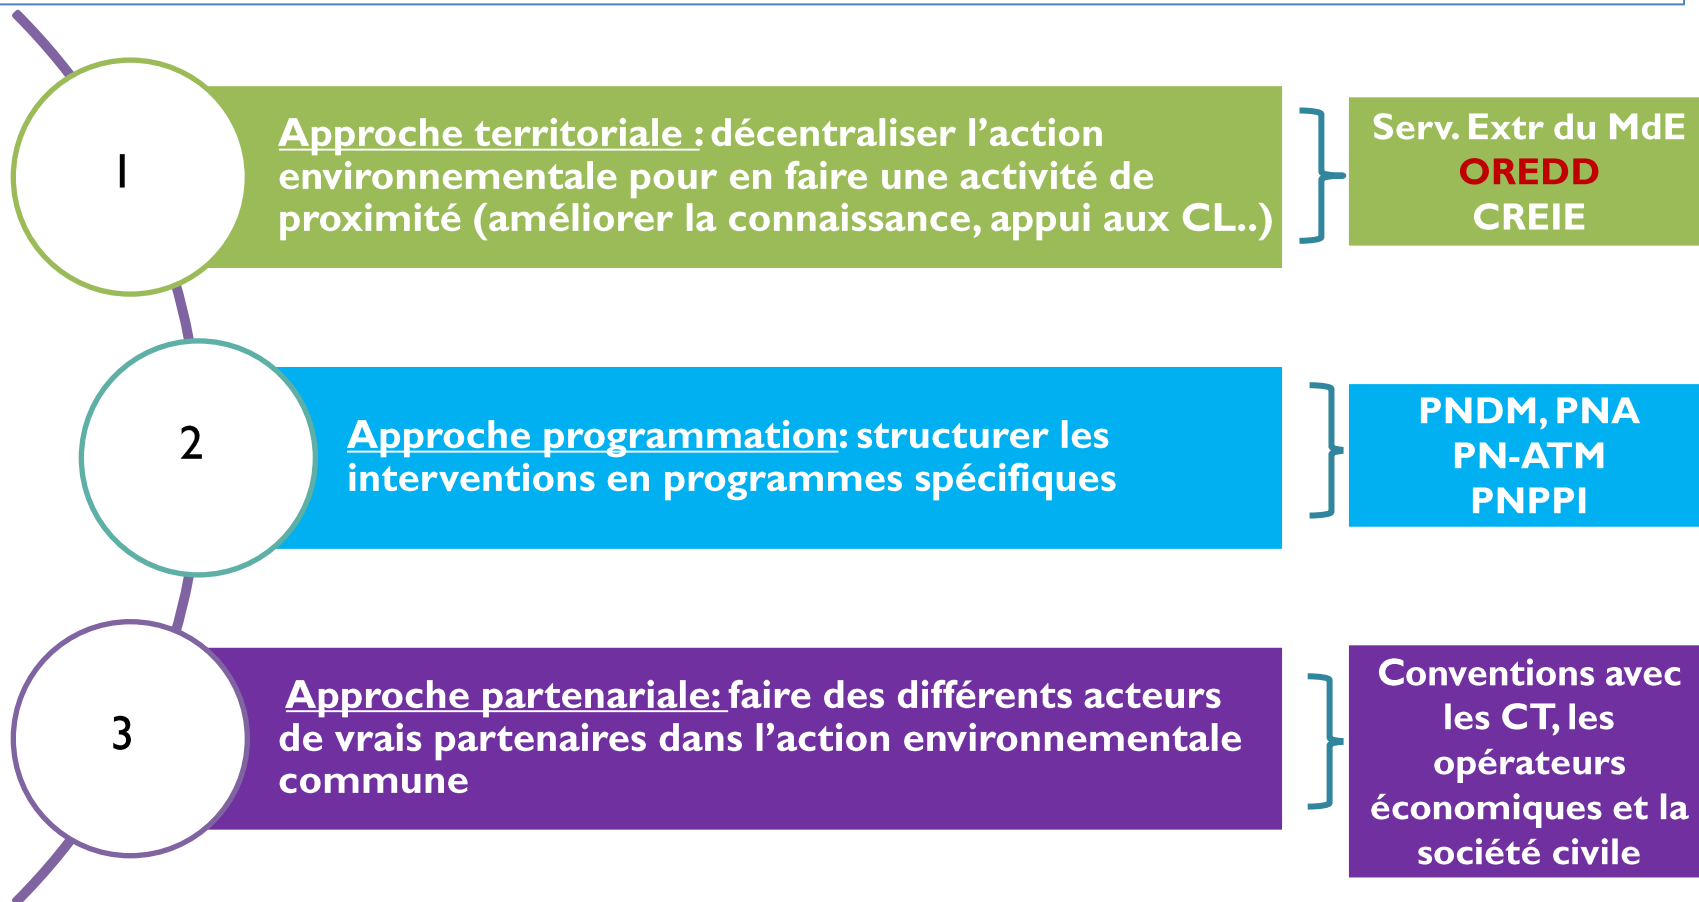 1
Approche territoriale : décentraliser l’action
environnementale pour en faire une activité de
proximité (améliorer la connaissance, appui aux CL..)
Serv. Extr du MdE
OREDD
CREIE
2
Approche programmation: structurer les
interventions en programmes spécifiques
PNDM, PNA
PN-ATM
PNPPI
3
Approche partenariale: faire des différents acteurs
de vrais partenaires dans l’action environnementale
commune
Conventions avec
les CT, les
opérateurs
économiques et la
société civile